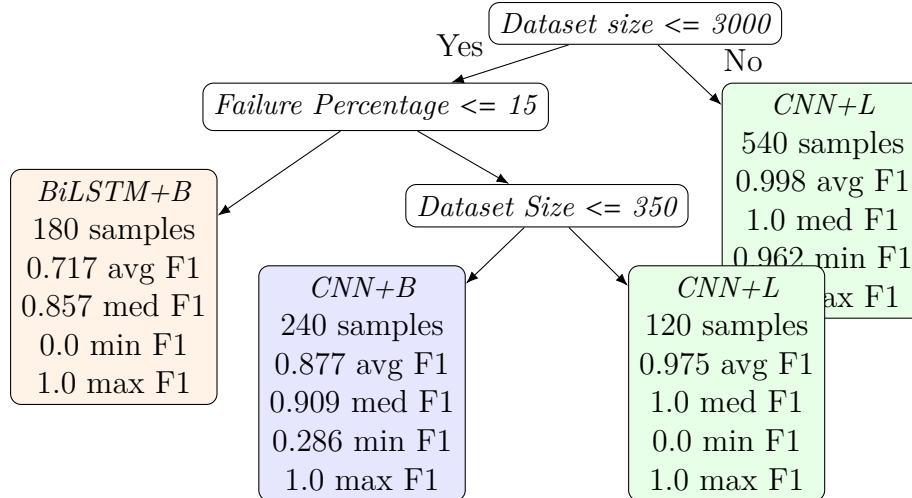 Dataset size <= 3000
Yes
No
Failure Percentage <= 15
CNN+L
540 samples
0.998 avg F1
1.0 med F1
0.962 min F1
ax F1
BiLSTM+B
180 samples
0.717 avg F1
0.857 med F1
0.0 min F1
1.0 max F1
Dataset Size <= 350
CNN+B
240 samples
0.877 avg F1
0.909 med F1
0.286 min F1
1.0 max F1
CNN+L
120 samples
0.975 avg F1
1.0 med F1
0.0 min F1
1.0 max F1